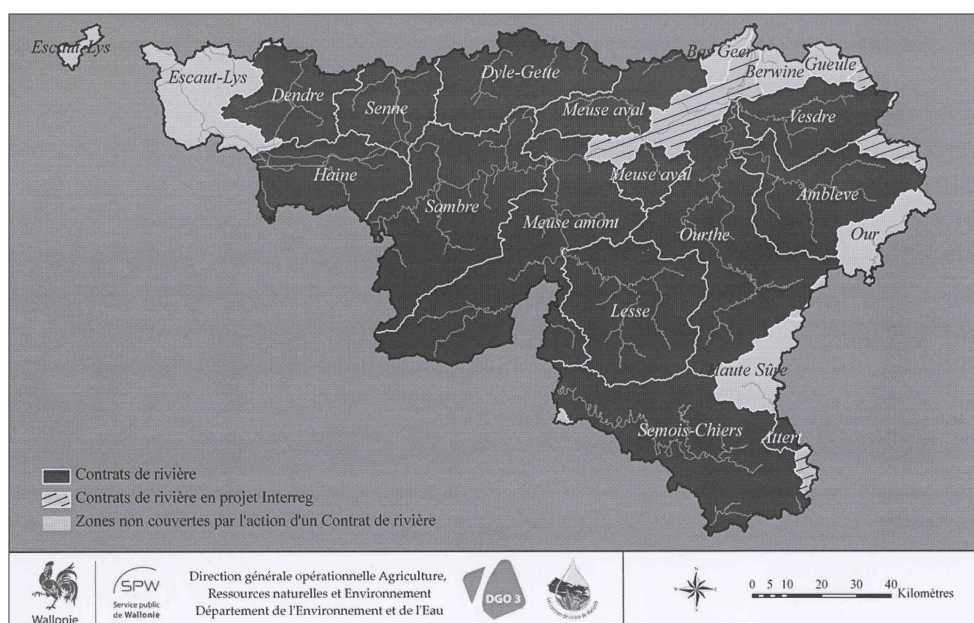 Escaut-Lys
Escaut-Lys
Dendre
Senne
Dyle-Gette
Meuse aval
Bas Geer
Berwine
Gueule
Vesdre
Haine
Sambre
Meuse aval
Meuse amont
Ourthe
Amblève
Our
Lesse
Haute Sûre
Semois-Chiers
Attert
Contrats de rivière
Contrats de rivière en projet Interreg
Zones non couvertes par l'action d'un Contrat de rivière
Wallonie
SPW
Service public
de Wallonie
Direction générale opérationnelle Agriculture,
Ressources naturelles et Environnement
Département de l'Environnement et de l'Eau
DGO 3
0 5 10 20 30 40
Kilomètres